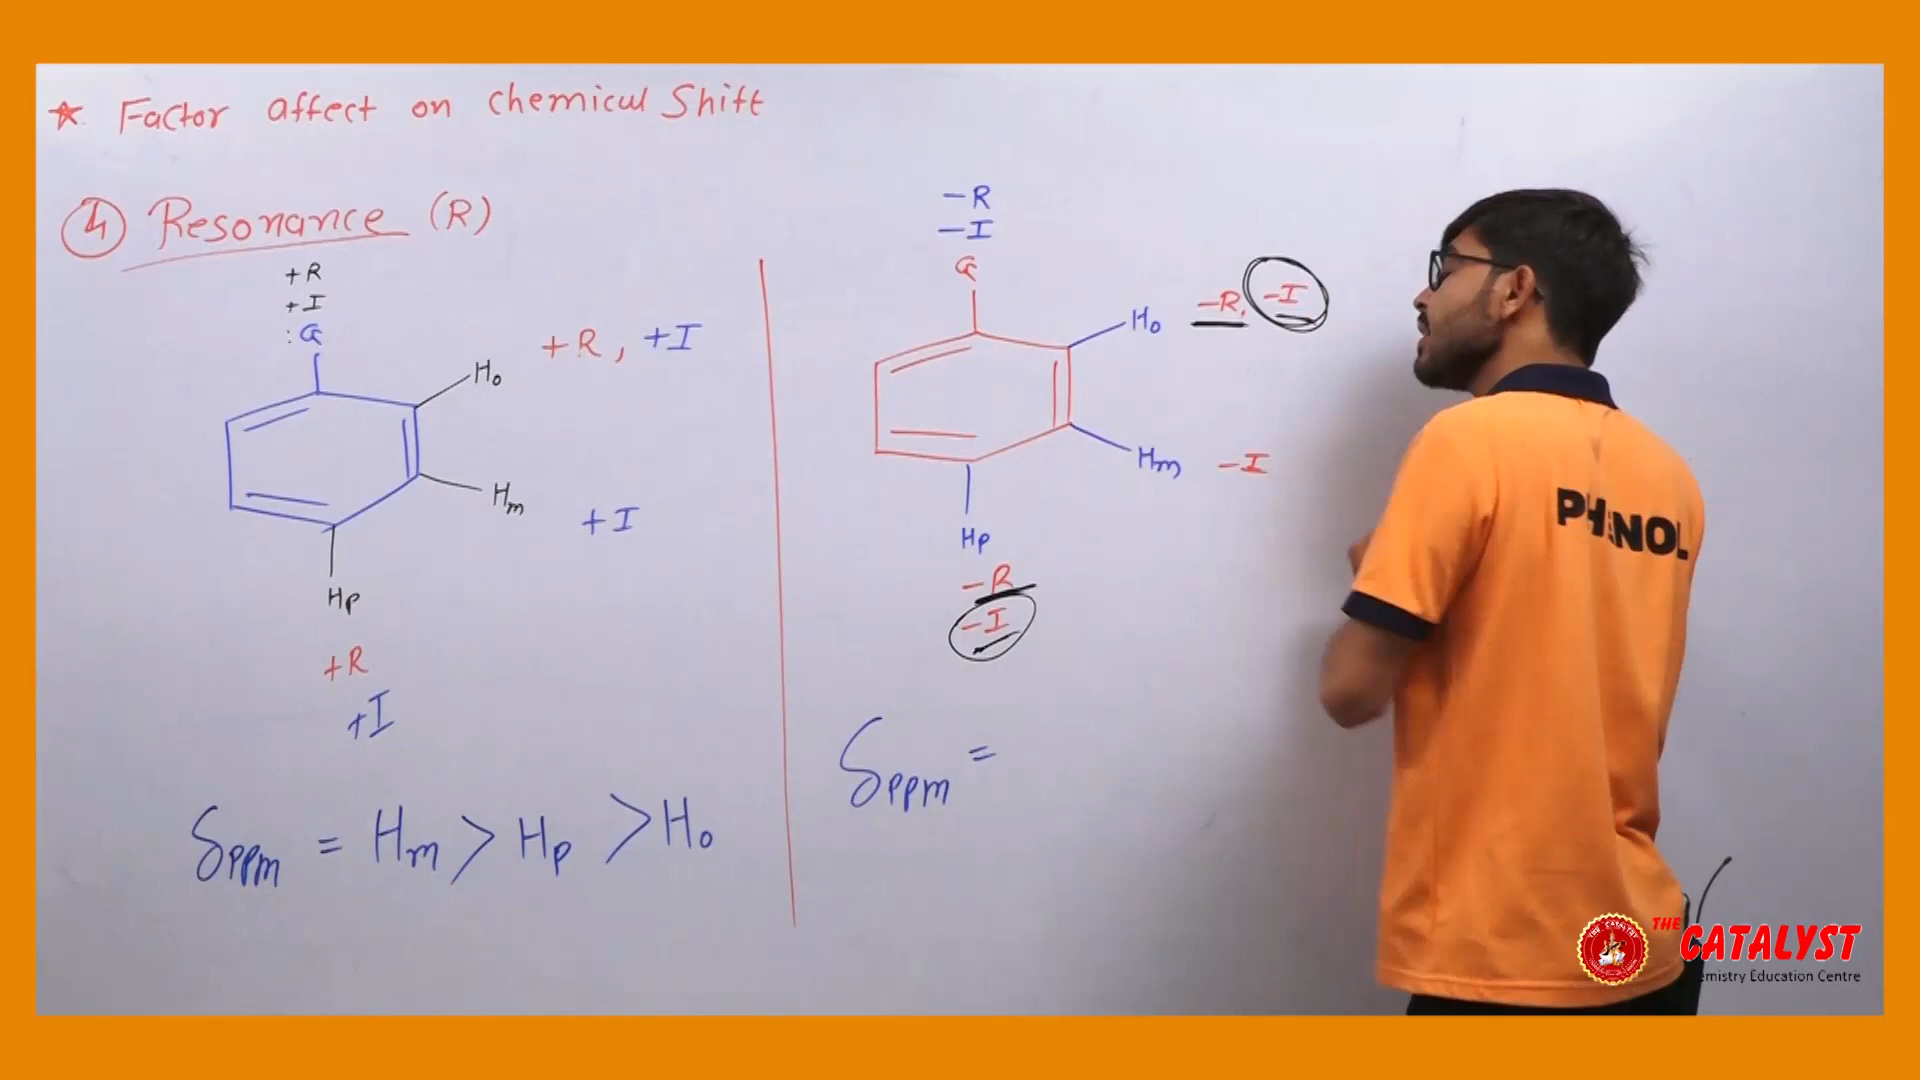 * Factor affect on chemical Shift
④ Resonance (R)
+R
+I
:G
Ho
+R, +I
Hm
+I
Hp
+R
+I
δppm = Hm > Hp > Ho
-R
-I
G
Ho
-R, -I
Hm
-I
Hp
-R
-I
δppm =
PHENOL
THE CATALYST
emistry Education Centre